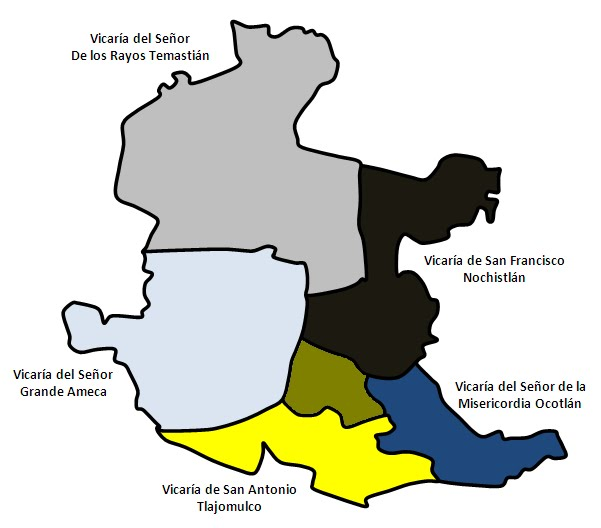 Vicaría del Señor
De los Rayos Temastián
Vicaría de San Francisco
Nochistlán
Vicaría del Señor
Grande Ameca
Vicaría del Señor de la
Misericordia Ocotlán
Vicaría de San Antonio
Tlajomulco